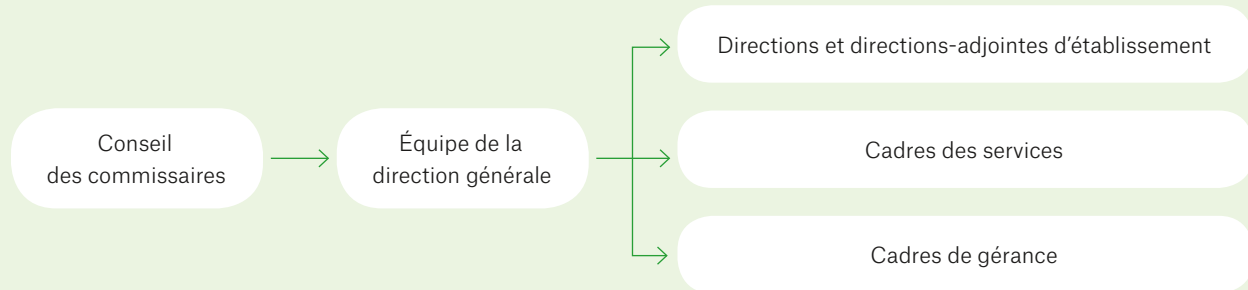 Conseil
des commissaires
Équipe de la
direction générale
Directions et directions-adjointes d'établissement
Cadres des services
Cadres de gérance